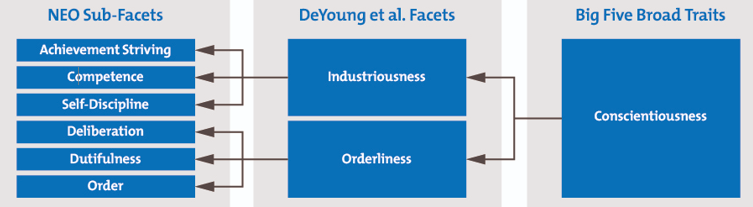 NEO Sub-Facets
Achievement Striving
Competence
Self-Discipline
Deliberation
Dutifulness
Order
DeYoung et al. Facets
Industriousness
Orderliness
Big Five Broad Traits
Conscientiousness